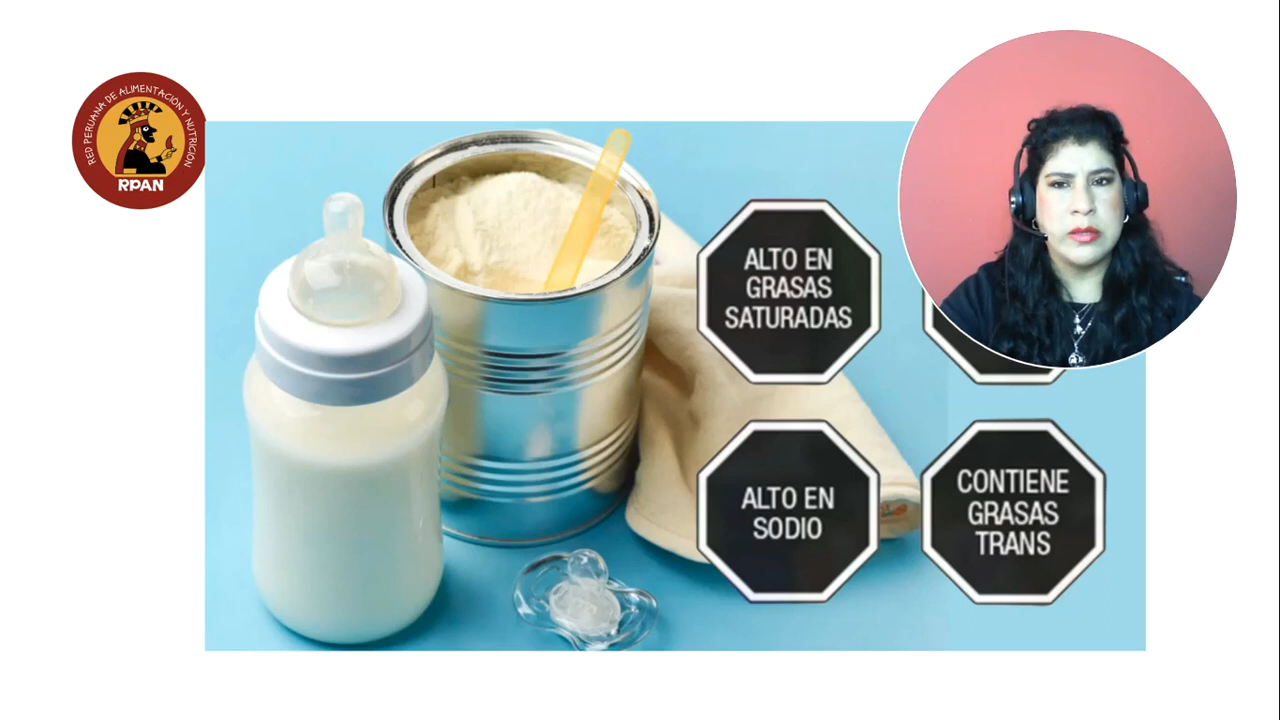 RED PERUANA DE ALIMENTACIÓN Y NUTRICIÓN
RPAN
ALTO EN
GRASAS
SATURADAS
ALTO EN
SODIO
CONTIENE
GRASAS
TRANS